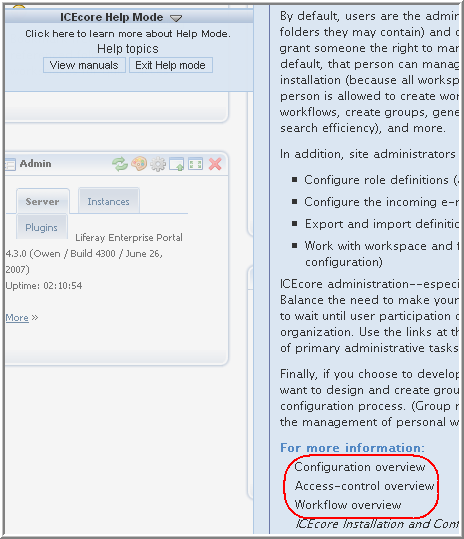 ICEcore Help Mode
Click here to learn more about Help Mode.
Help topics
View manuals Exit Help mode
Admin
Server Instances
Plugins
Liferay Enterprise Portal
4.3.0 (Owen / Build 4300 / June 26,
2007)
Uptime: 02:10:54
More »
By default, users are the admin
folders they may contain) and
grant someone the right to
default, that person can manag
installation (because all worksp
person is allowed to create
workflows, create groups, gene
search efficiency), and more.
In addition, site administrators
▪ Configure role definitions
▪ Configure the incoming
▪ Export and import definitic
▪ Work with workspace and
configuration)
ICEcore administration--especi
Balance the need to make your
to wait until user participation
organization. Use the links at
of primary administrative tasks
Finally, if you choose to develop
want to design and create grou
configuration process. (Group
the management of personal
For more information:
Configuration overview
Access-control overview
Workflow overview
ICEcore Installation and